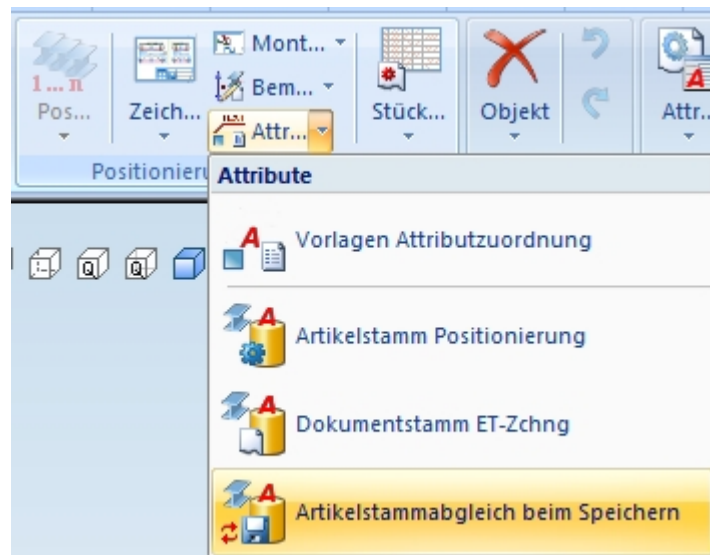 Mont...
1... n
Bem...
Pos...
Zeich...
Attr...
Stück...
Objekt
Attr..
Positionieru
Attribute
Vorlagen Attributzuordnung
Artikelstamm Positionierung
Dokumentstamm ET-Zchng
Artikelstammabgleich beim Speichern